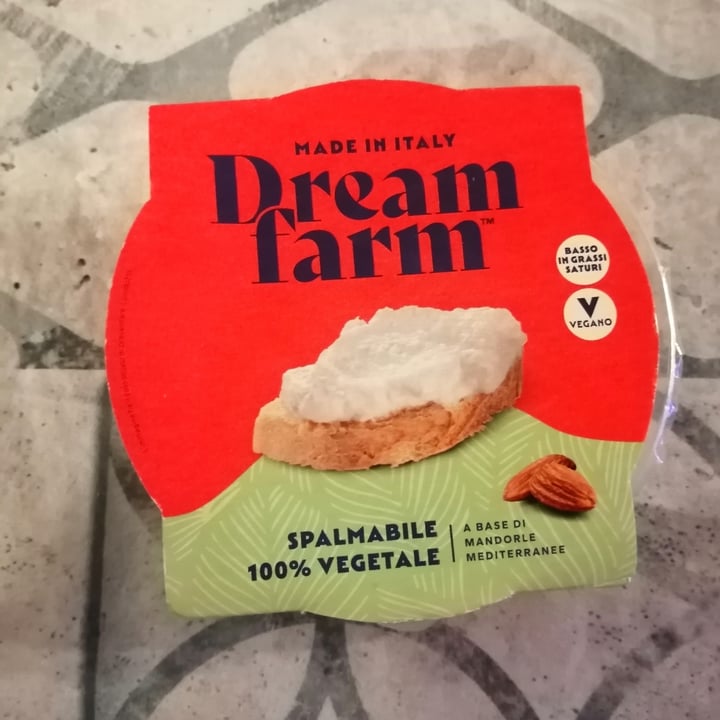 MADE IN ITALY
Dream
farm™
BASSO
IN GRASSI
SATURI
V
VEGANO
SPALMABILE
100% VEGETALE
A BASE DI
MANDORLE
MEDITERRANEE